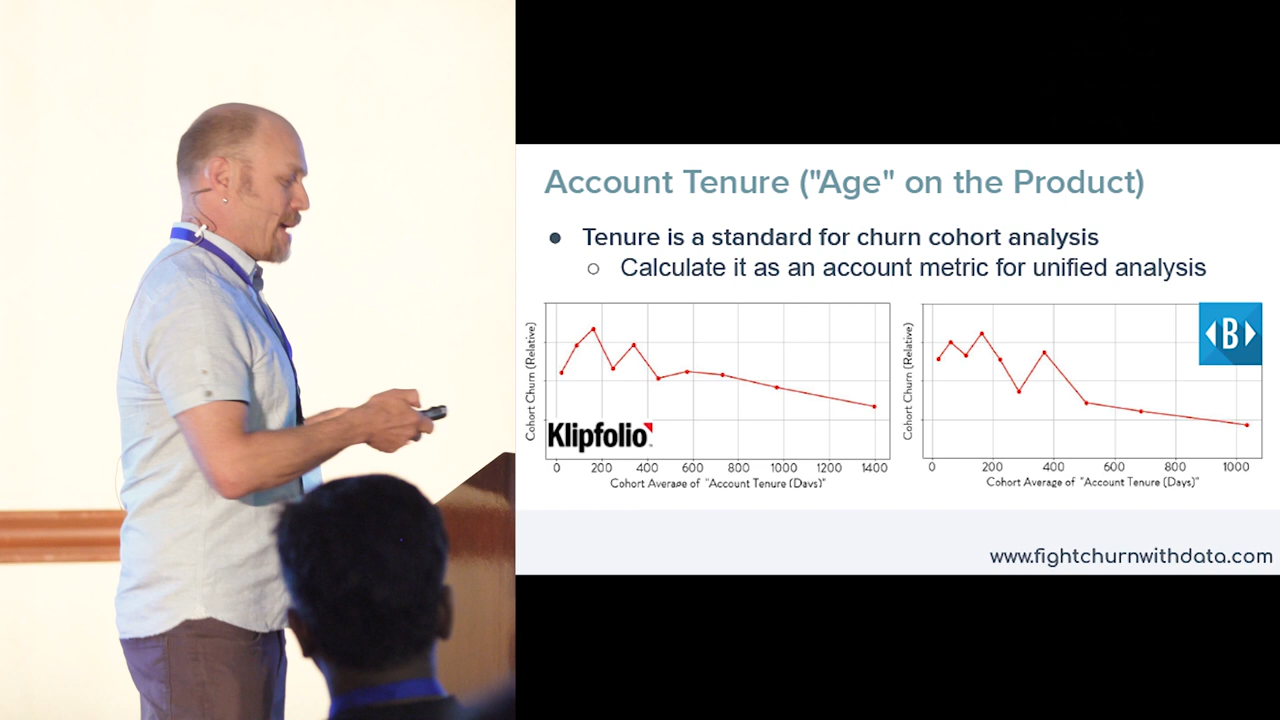 Account Tenure ("Age" on the Product)
● Tenure is a standard for churn cohort analysis
○ Calculate it as an account metric for unified analysis
Cohort Churn (Relative)
Klipfolio
0 200 400 600 800 1000 1200 1400
Cohort Average of "Account Tenure (Days)"
Cohort Churn (Relative)
B
0 200 400 600 800 1000
Cohort Average of "Account Tenure (Days)"
www.fightchurnwithdata.com